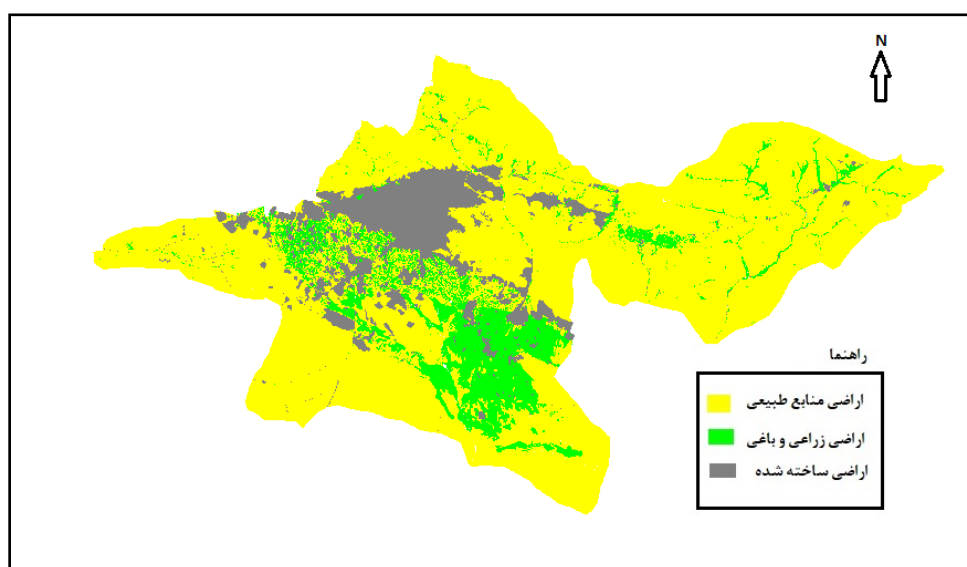 N
راهنما
اراضی منابع طبیعی
اراضی زراعی و باغی
اراضی ساخته شده